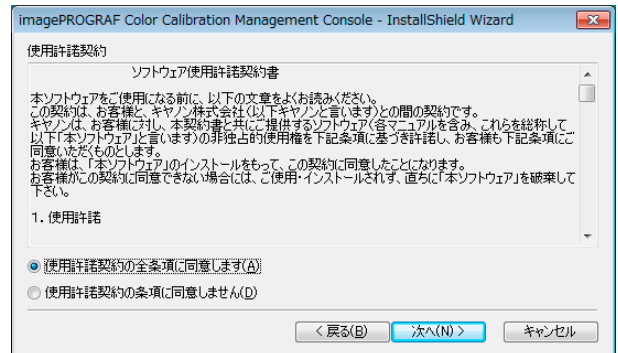 imagePROGRAF Color Calibration Management Console - InstallShield Wizard
使用許諾契約
ソフトウェア使用許諾契約書
本ソフトウェアをご使用になる前に、以下の文章をよくお読みください。
この契約は、お客様と、キヤノン株式会社(以下キヤノンと言います)との間の契約です。
キヤノンは、お客様に対し、本契約書と共にご提供するソフトウェア(各マニュアルを含み、これらを総称して
以下「本ソフトウェア」と言います)の非独占的使用権を下記条項に基づき許諾し、お客様も下記条項にご
同意いただくものとします。
お客様は、「本ソフトウェア」のインストールをもって、この契約に同意したことになります。
お客様がこの契約に同意できない場合には、ご使用・インストールされず、直ちに「本ソフトウェア」を破棄して
下さい。
1. 使用許諾
使用許諾契約の全条項に同意します(A)
使用許諾契約の条項に同意しません(D)
< 戻る(B) 次へ(N) > キャンセル